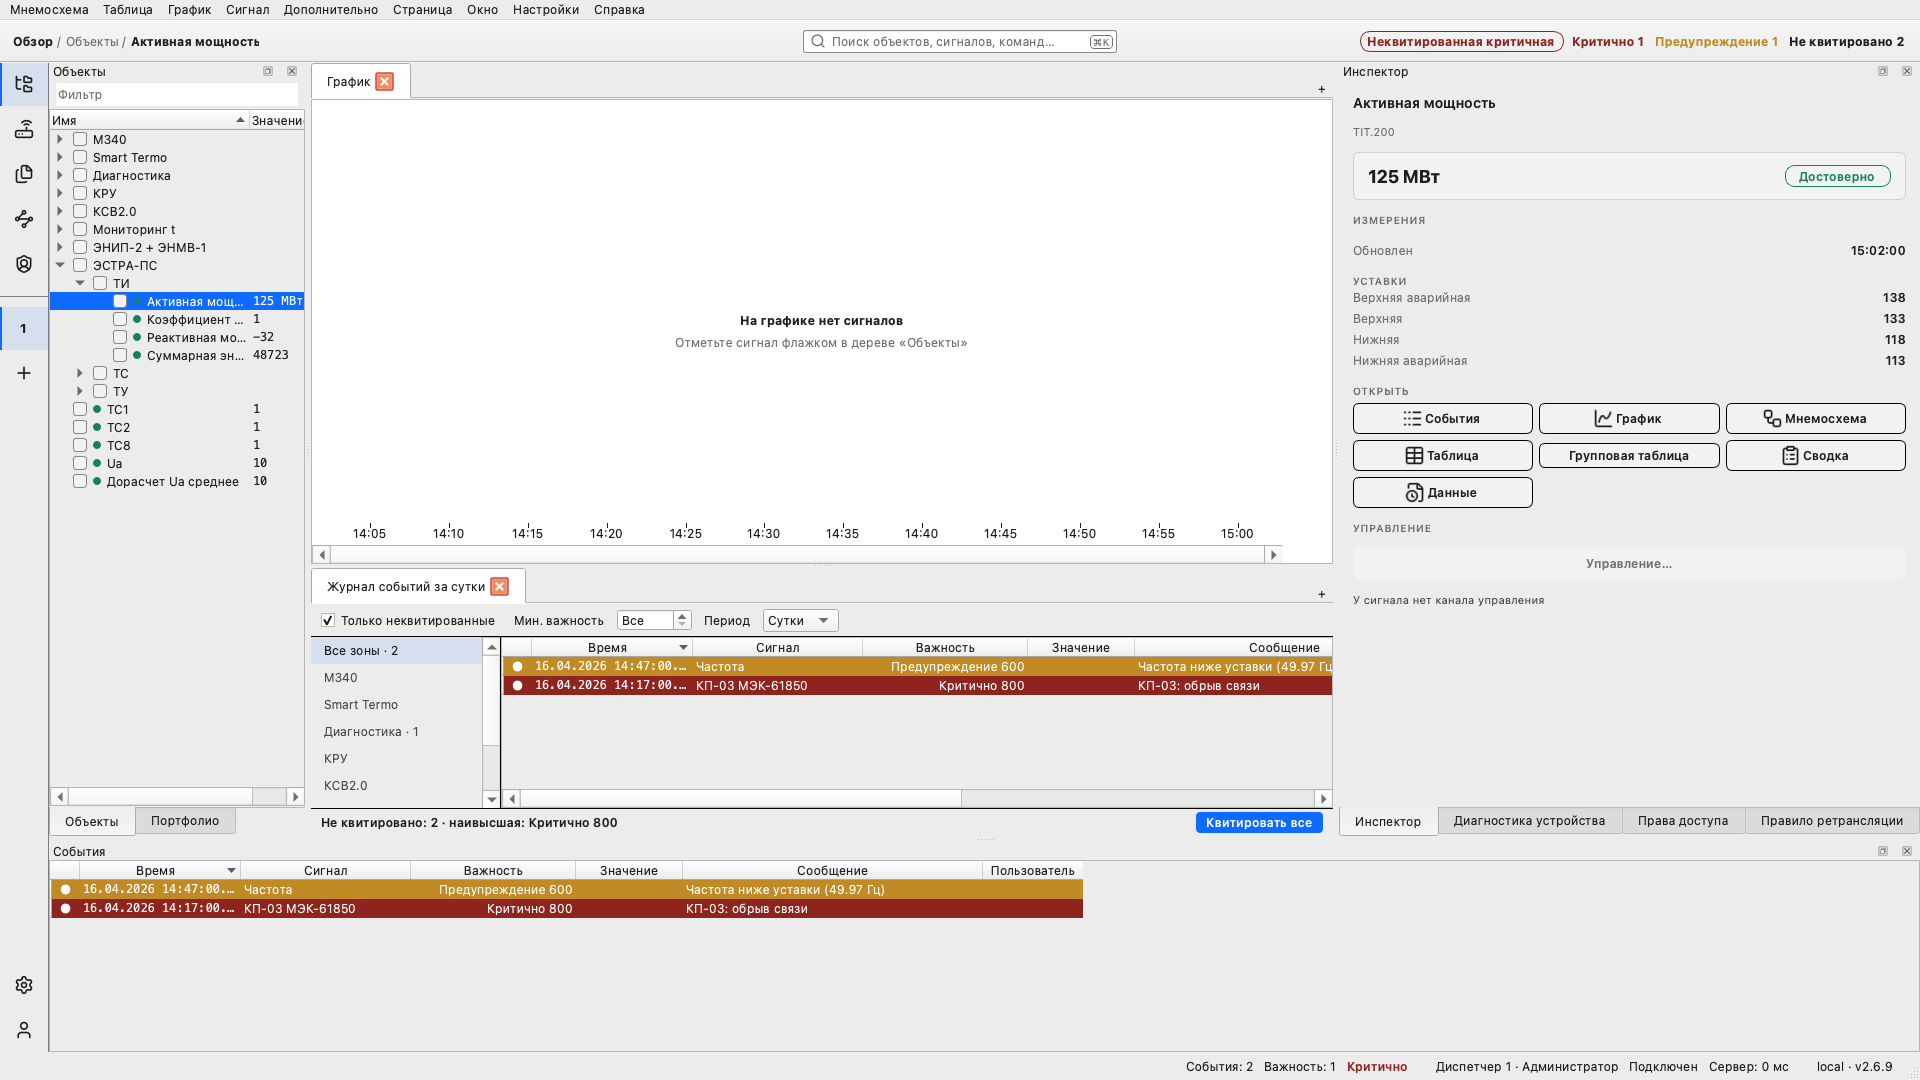 Мнемосхема Таблица График Сигнал Дополнительно Страница Окно Настройки Справка
Обзор / Объекты / Активная мощность
Поиск объектов, сигналов, команд... ⌘K
Неквитированная критичная Критично 1 Предупреждение 1 Не квитировано 2
Объекты
Фильтр
Имя Значени
М340
Smart Termo
Диагностика
КРУ
КСВ2.0
Мониторинг t
ЭНИП-2 + ЭНМВ-1
ЭСТРА-ПС
ТИ
Активная мощ... 125 МВт
Коэффициент ... 1
Реактивная мо... −32
Суммарная эн... 48723
ТС
ТУ
ТС1 1
ТС2 1
ТС8 1
Ua 10
Дорасчет Ua среднее 10
Объекты Портфолио
1
График
+
На графике нет сигналов
Отметьте сигнал флажком в дереве «Объекты»
14:05 14:10 14:15 14:20 14:25 14:30 14:35 14:40 14:45 14:50 14:55 15:00
Журнал событий за сутки
+
Только неквитированные Мин. важность Все Период Сутки
Все зоны · 2
М340
Smart Termo
Диагностика · 1
КРУ
КСВ2.0
Время Сигнал Важность Значение Сообщение
16.04.2026 14:47:00.... Частота Предупреждение 600 Частота ниже уставки (49.97 Гц
16.04.2026 14:17:00.... КП-03 МЭК-61850 Критично 800 КП-03: обрыв связи
Не квитировано: 2 · наивысшая: Критично 800
Квитировать все
Инспектор
Активная мощность
TIT.200
125 МВт Достоверно
ИЗМЕРЕНИЯ
Обновлен 15:02:00
УСТАВКИ
Верхняя аварийная 138
Верхняя 133
Нижняя 118
Нижняя аварийная 113
ОТКРЫТЬ
События График Мнемосхема
Таблица Групповая таблица Сводка
Данные
УПРАВЛЕНИЕ
Управление...
У сигнала нет канала управления
Инспектор Диагностика устройства Права доступа Правило ретрансляции
События
Время Сигнал Важность Значение Сообщение Пользователь
16.04.2026 14:47:00.... Частота Предупреждение 600 Частота ниже уставки (49.97 Гц)
16.04.2026 14:17:00.... КП-03 МЭК-61850 Критично 800 КП-03: обрыв связи
События: 2 Важность: 1 Критично Диспетчер 1 · Администратор Подключен Сервер: 0 мс local · v2.6.9